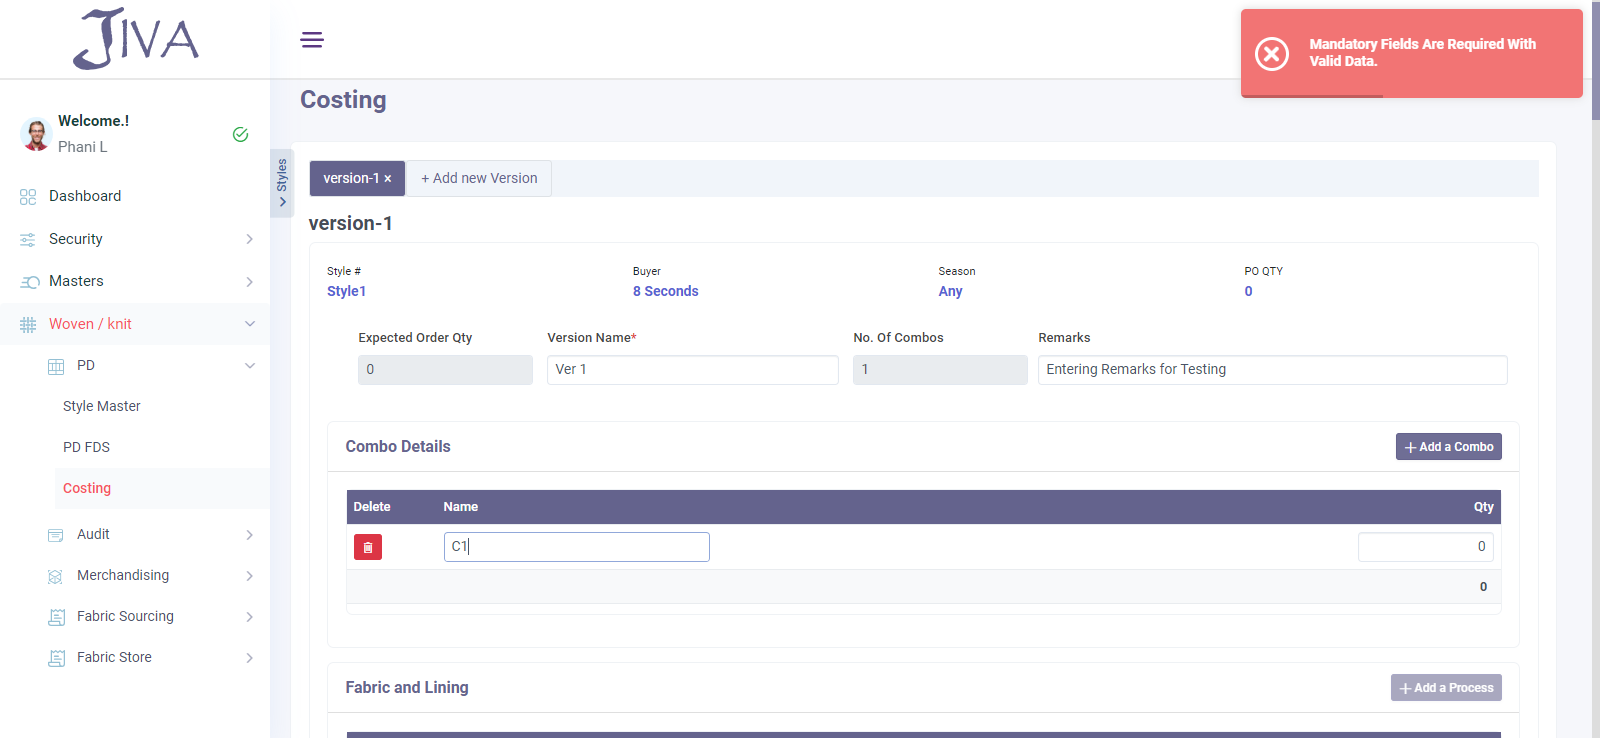 JIVA
Mandatory Fields Are Required With
Valid Data.
Costing
Welcome.!
Phani L
Styles
version-1 ×
+ Add new Version
Dashboard
version-1
Security
Style #
Buyer
Season
PO QTY
Masters
Style1
8 Seconds
Any
0
Woven / knit
Expected Order Qty
Version Name*
No. Of Combos
Remarks
PD
0
Ver 1
1
Entering Remarks for Testing
Style Master
PD FDS
Combo Details
+ Add a Combo
Costing
Delete
Name
Qty
Audit
C1
0
Merchandising
0
Fabric Sourcing
Fabric Store
Fabric and Lining
+ Add a Process